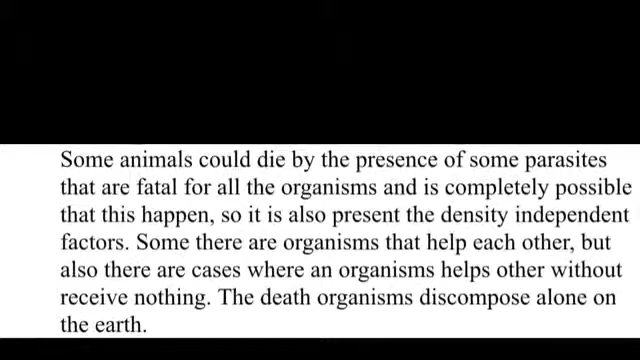 Some animals could die by the presence of some parasites
that are fatal for all the organisms and is completely possible
that this happen, so it is also present the density independent
factors. Some there are organisms that help each other, but
also there are cases where an organisms helps other without
receive nothing. The death organisms discompose alone on
the earth.